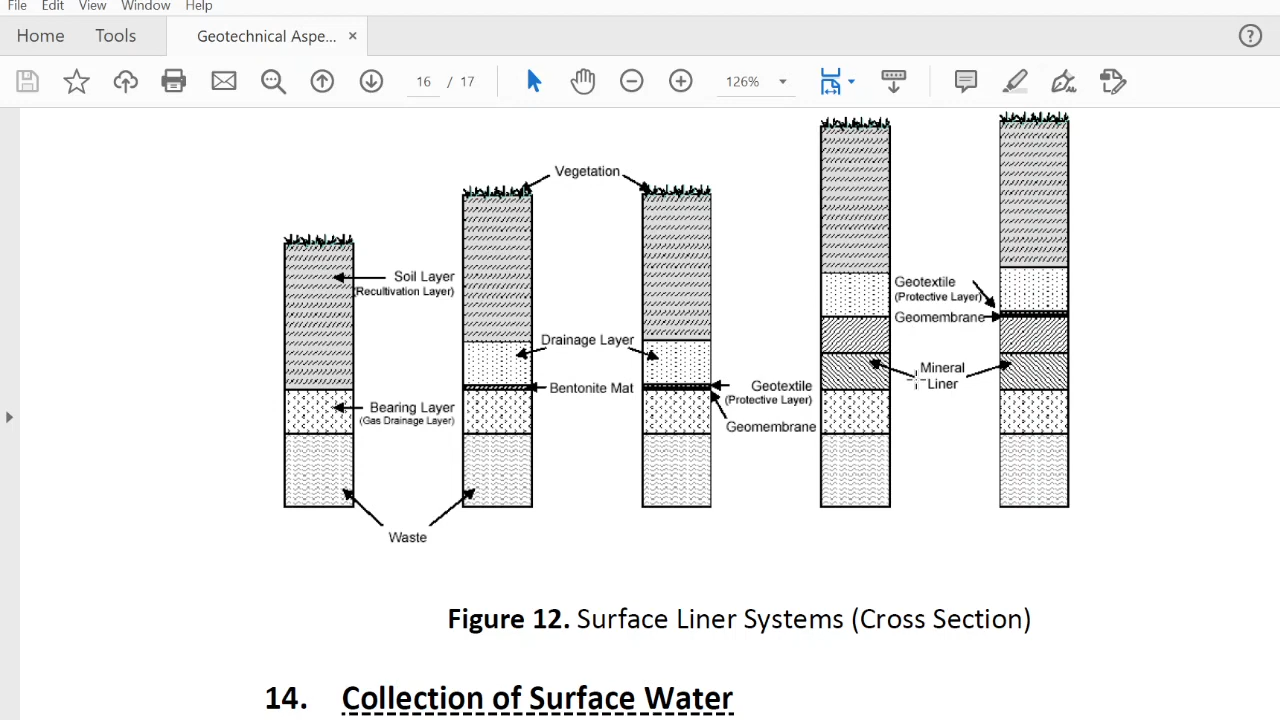 File Edit View Window Help
Home Tools Geotechnical Aspe... ×
16 / 17 126%
Vegetation
Soil Layer
(Recultivation Layer)
Geotextile
(Protective Layer)
Geomembrane
Drainage Layer
Mineral
Liner
Bentonite Mat
Geotextile
(Protective Layer)
Bearing Layer
(Gas Drainage Layer)
Geomembrane
Waste
Figure 12. Surface Liner Systems (Cross Section)
14. Collection of Surface Water